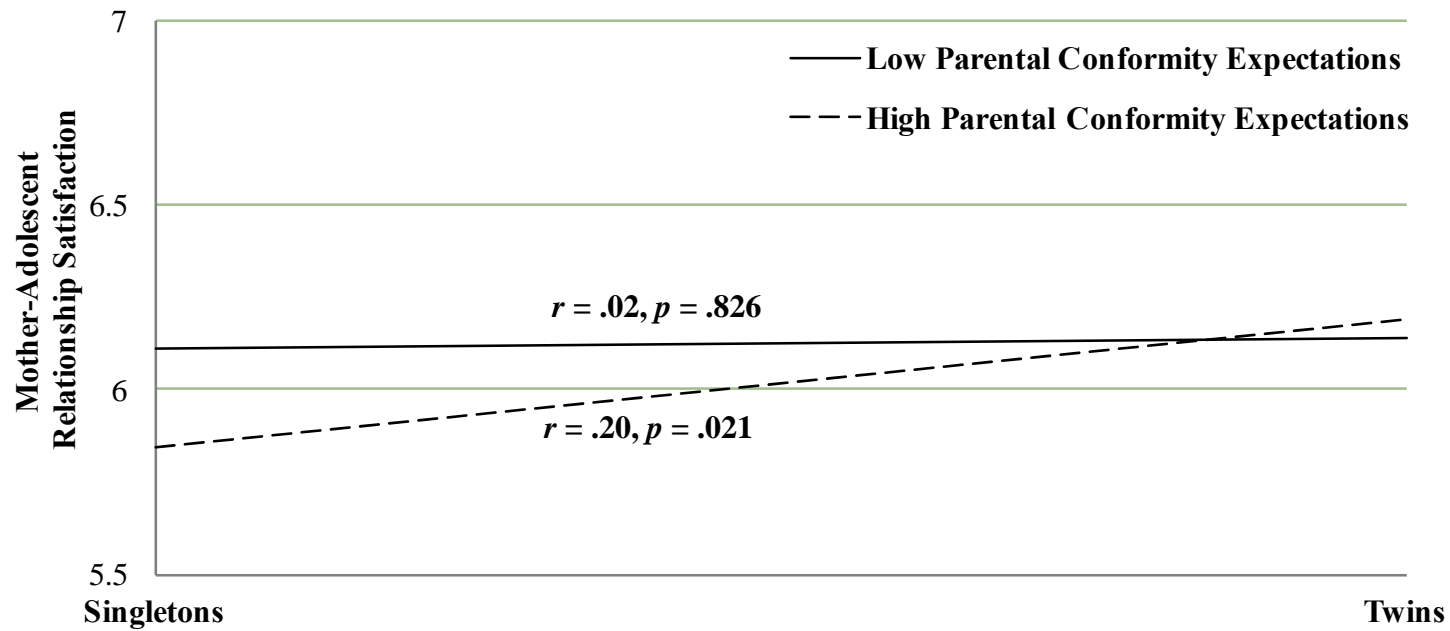 7
Low Parental Conformity Expectations
High Parental Conformity Expectations
Mother-Adolescent
Relationship Satisfaction
6.5
r = .02, p = .826
6
r = .20, p = .021
5.5
Singletons
Twins